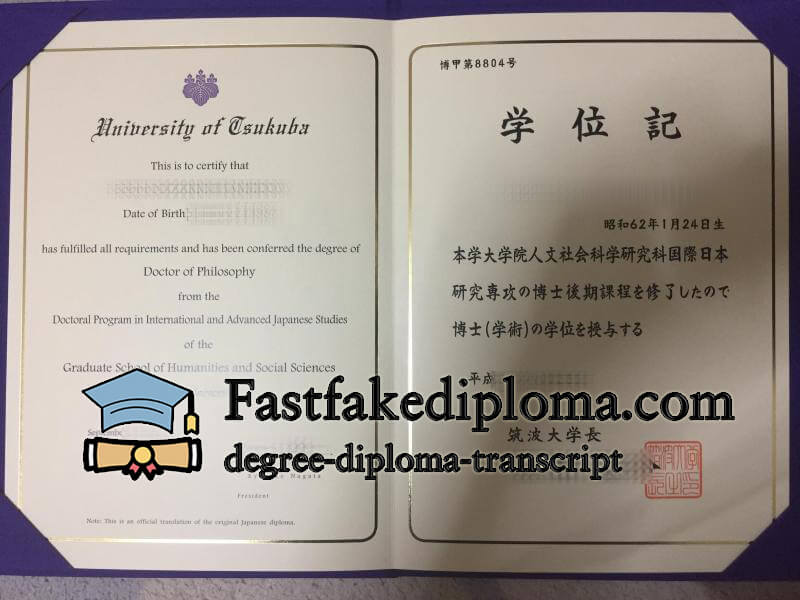 University of Tsukuba
This is to certify that
Date of Birth
has fulfilled all requirements and has been conferred the degree of
Doctor of Philosophy
from the
Doctoral Program in International and Advanced Japanese Studies
of the
Graduate School of Humanities and Social Sciences
Nagata
President
Note: This is an official translation of the original Japanese diploma.
博甲第8804号
学位記
昭和62年1月24日生
本学大学院人文社会科学研究科国際日本
研究専攻の博士後期課程を修了したので
博士(学術)の学位を授与する
平成
筑波大学長
Fastfakediploma.com
degree-diploma-transcript